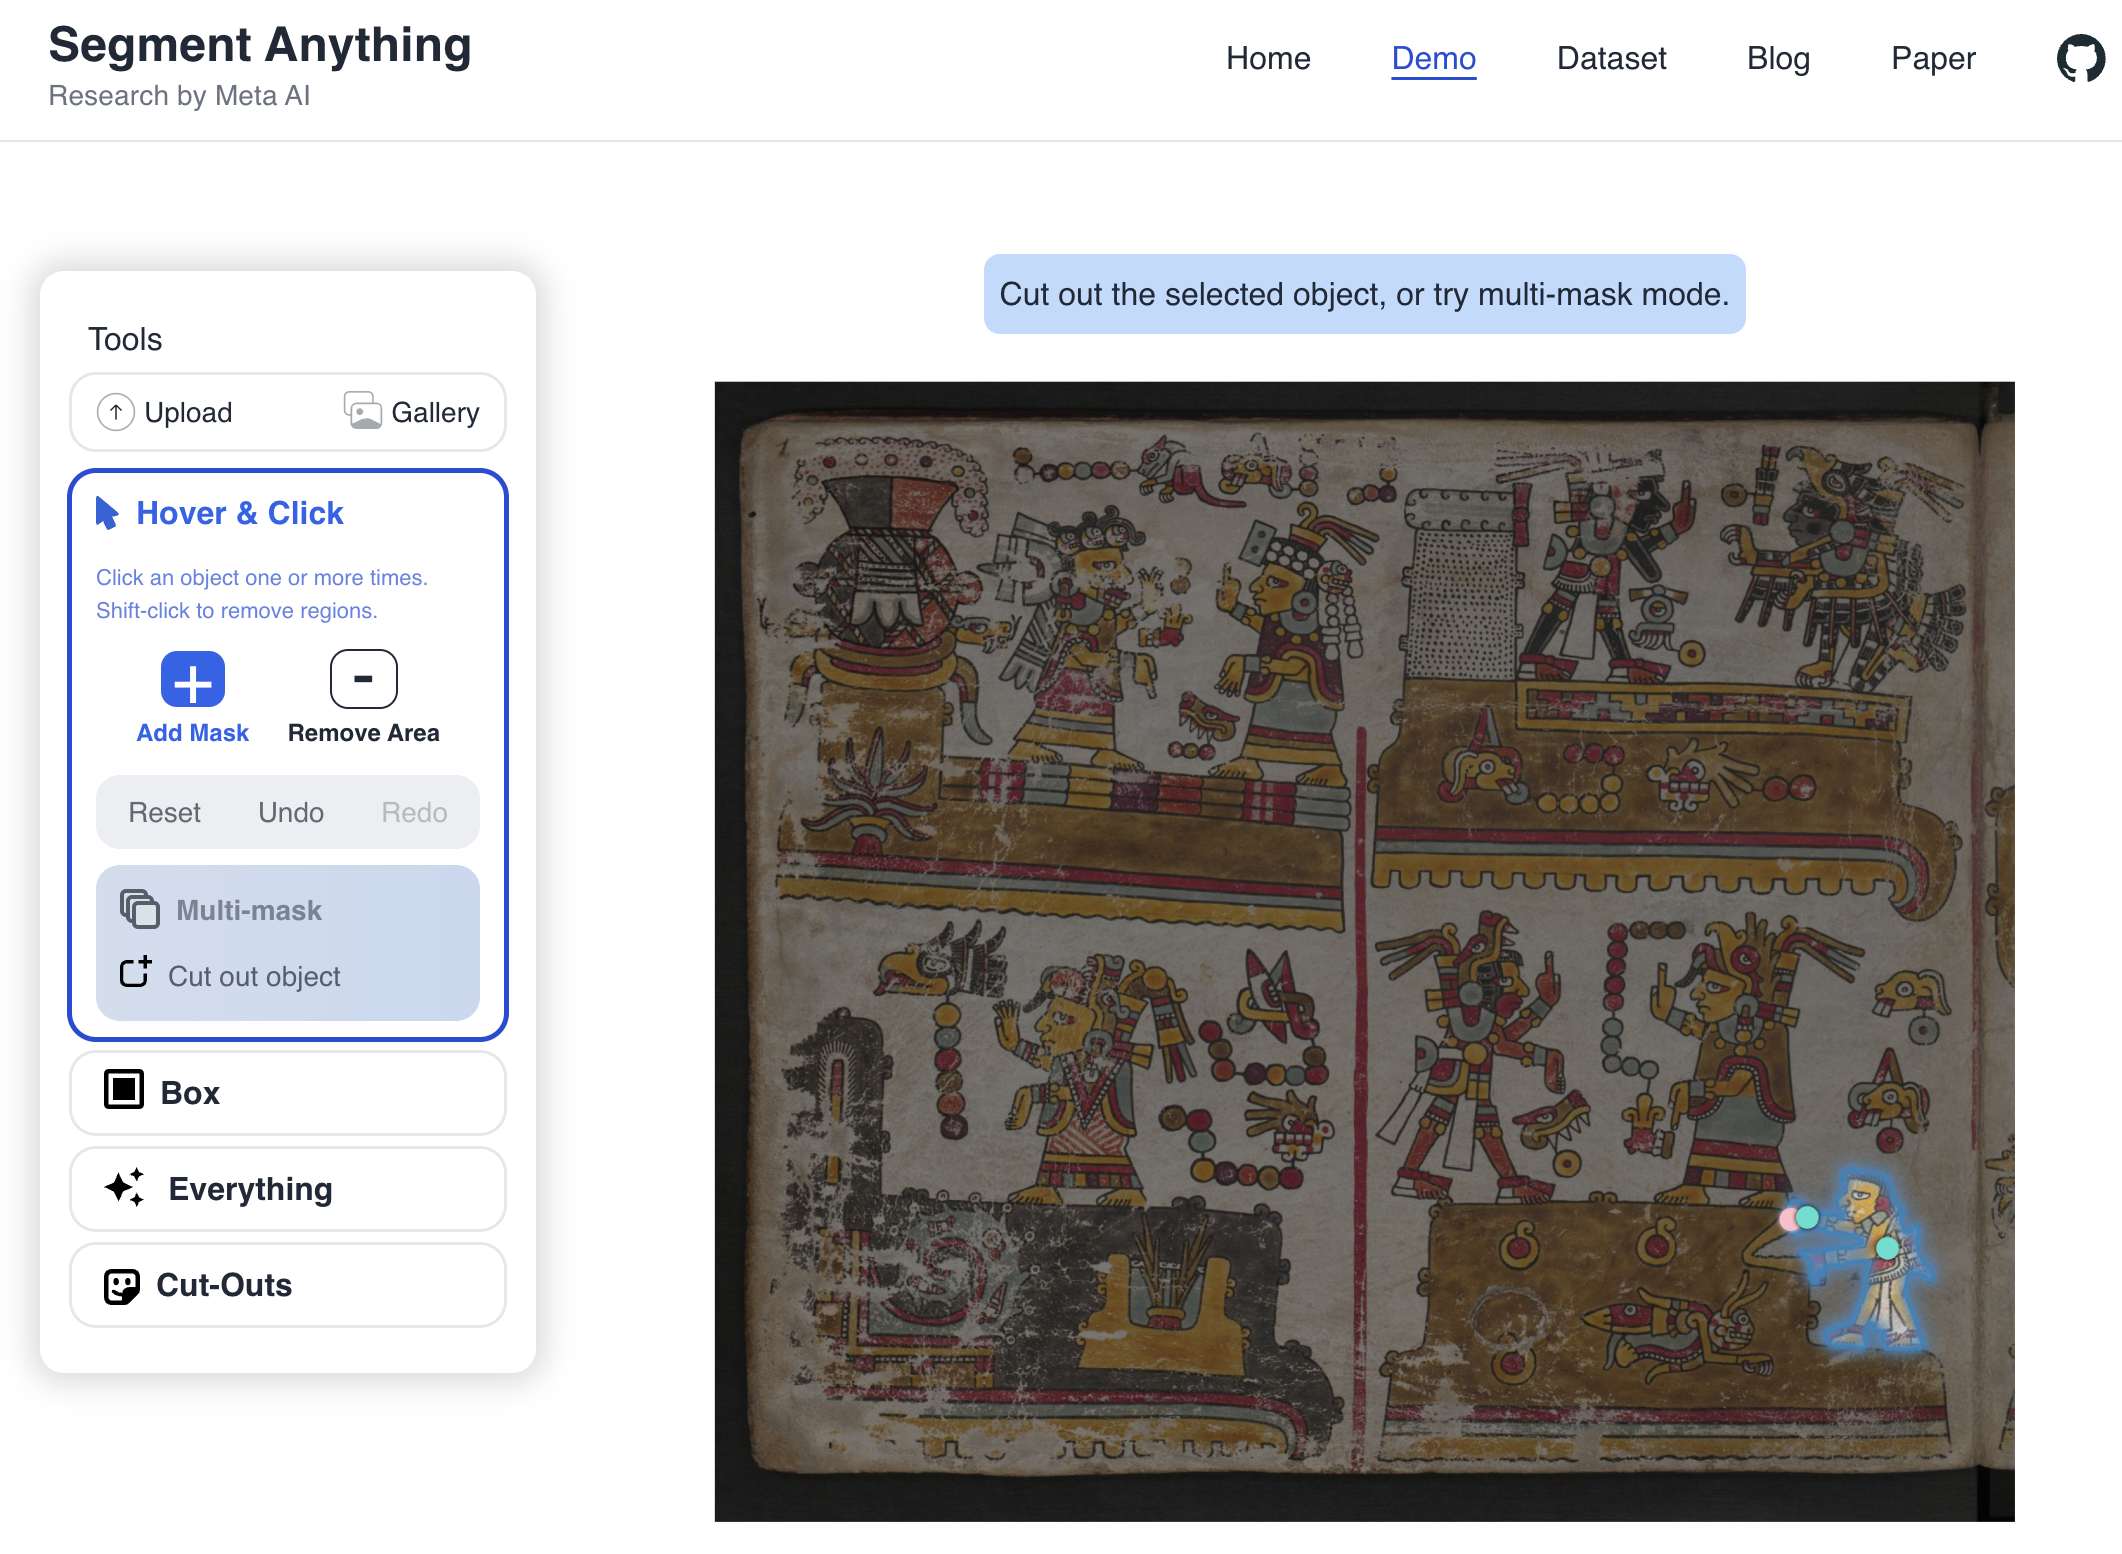 Segment Anything
Research by Meta AI
Home
Demo
Dataset
Blog
Paper
Cut out the selected object, or try multi-mask mode.
Tools
Upload
Gallery
Hover & Click
Click an object one or more times.
Shift-click to remove regions.
Add Mask
Remove Area
Reset
Undo
Redo
Multi-mask
Cut out object
Box
Everything
Cut-Outs